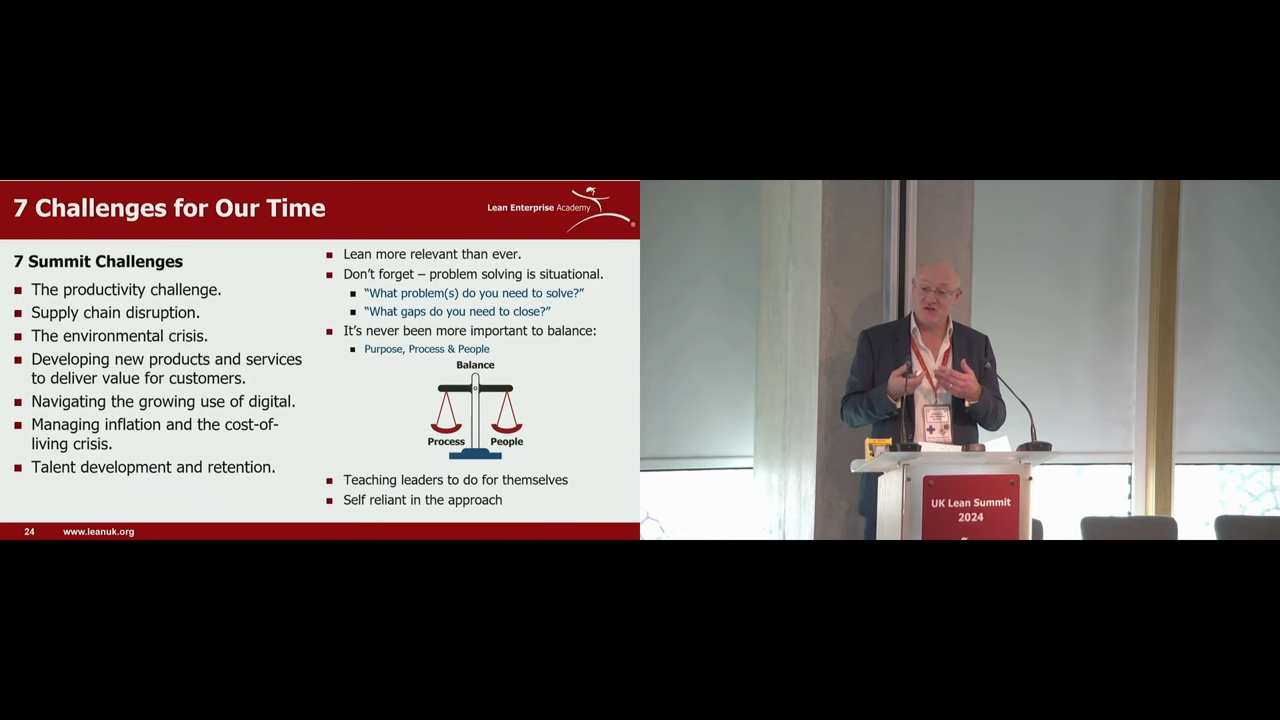 7 Challenges for Our Time
Lean Enterprise Academy
®
7 Summit Challenges
The productivity challenge.
Supply chain disruption.
The environmental crisis.
Developing new products and services
to deliver value for customers.
Navigating the growing use of digital.
Managing inflation and the cost-of-
living crisis.
Talent development and retention.
Lean more relevant than ever.
Don't forget – problem solving is situational.
"What problem(s) do you need to solve?"
"What gaps do you need to close?"
It's never been more important to balance:
Purpose, Process & People
Balance
Process People
Teaching leaders to do for themselves
Self reliant in the approach
24 www.leanuk.org
UK Lean Summit
2024